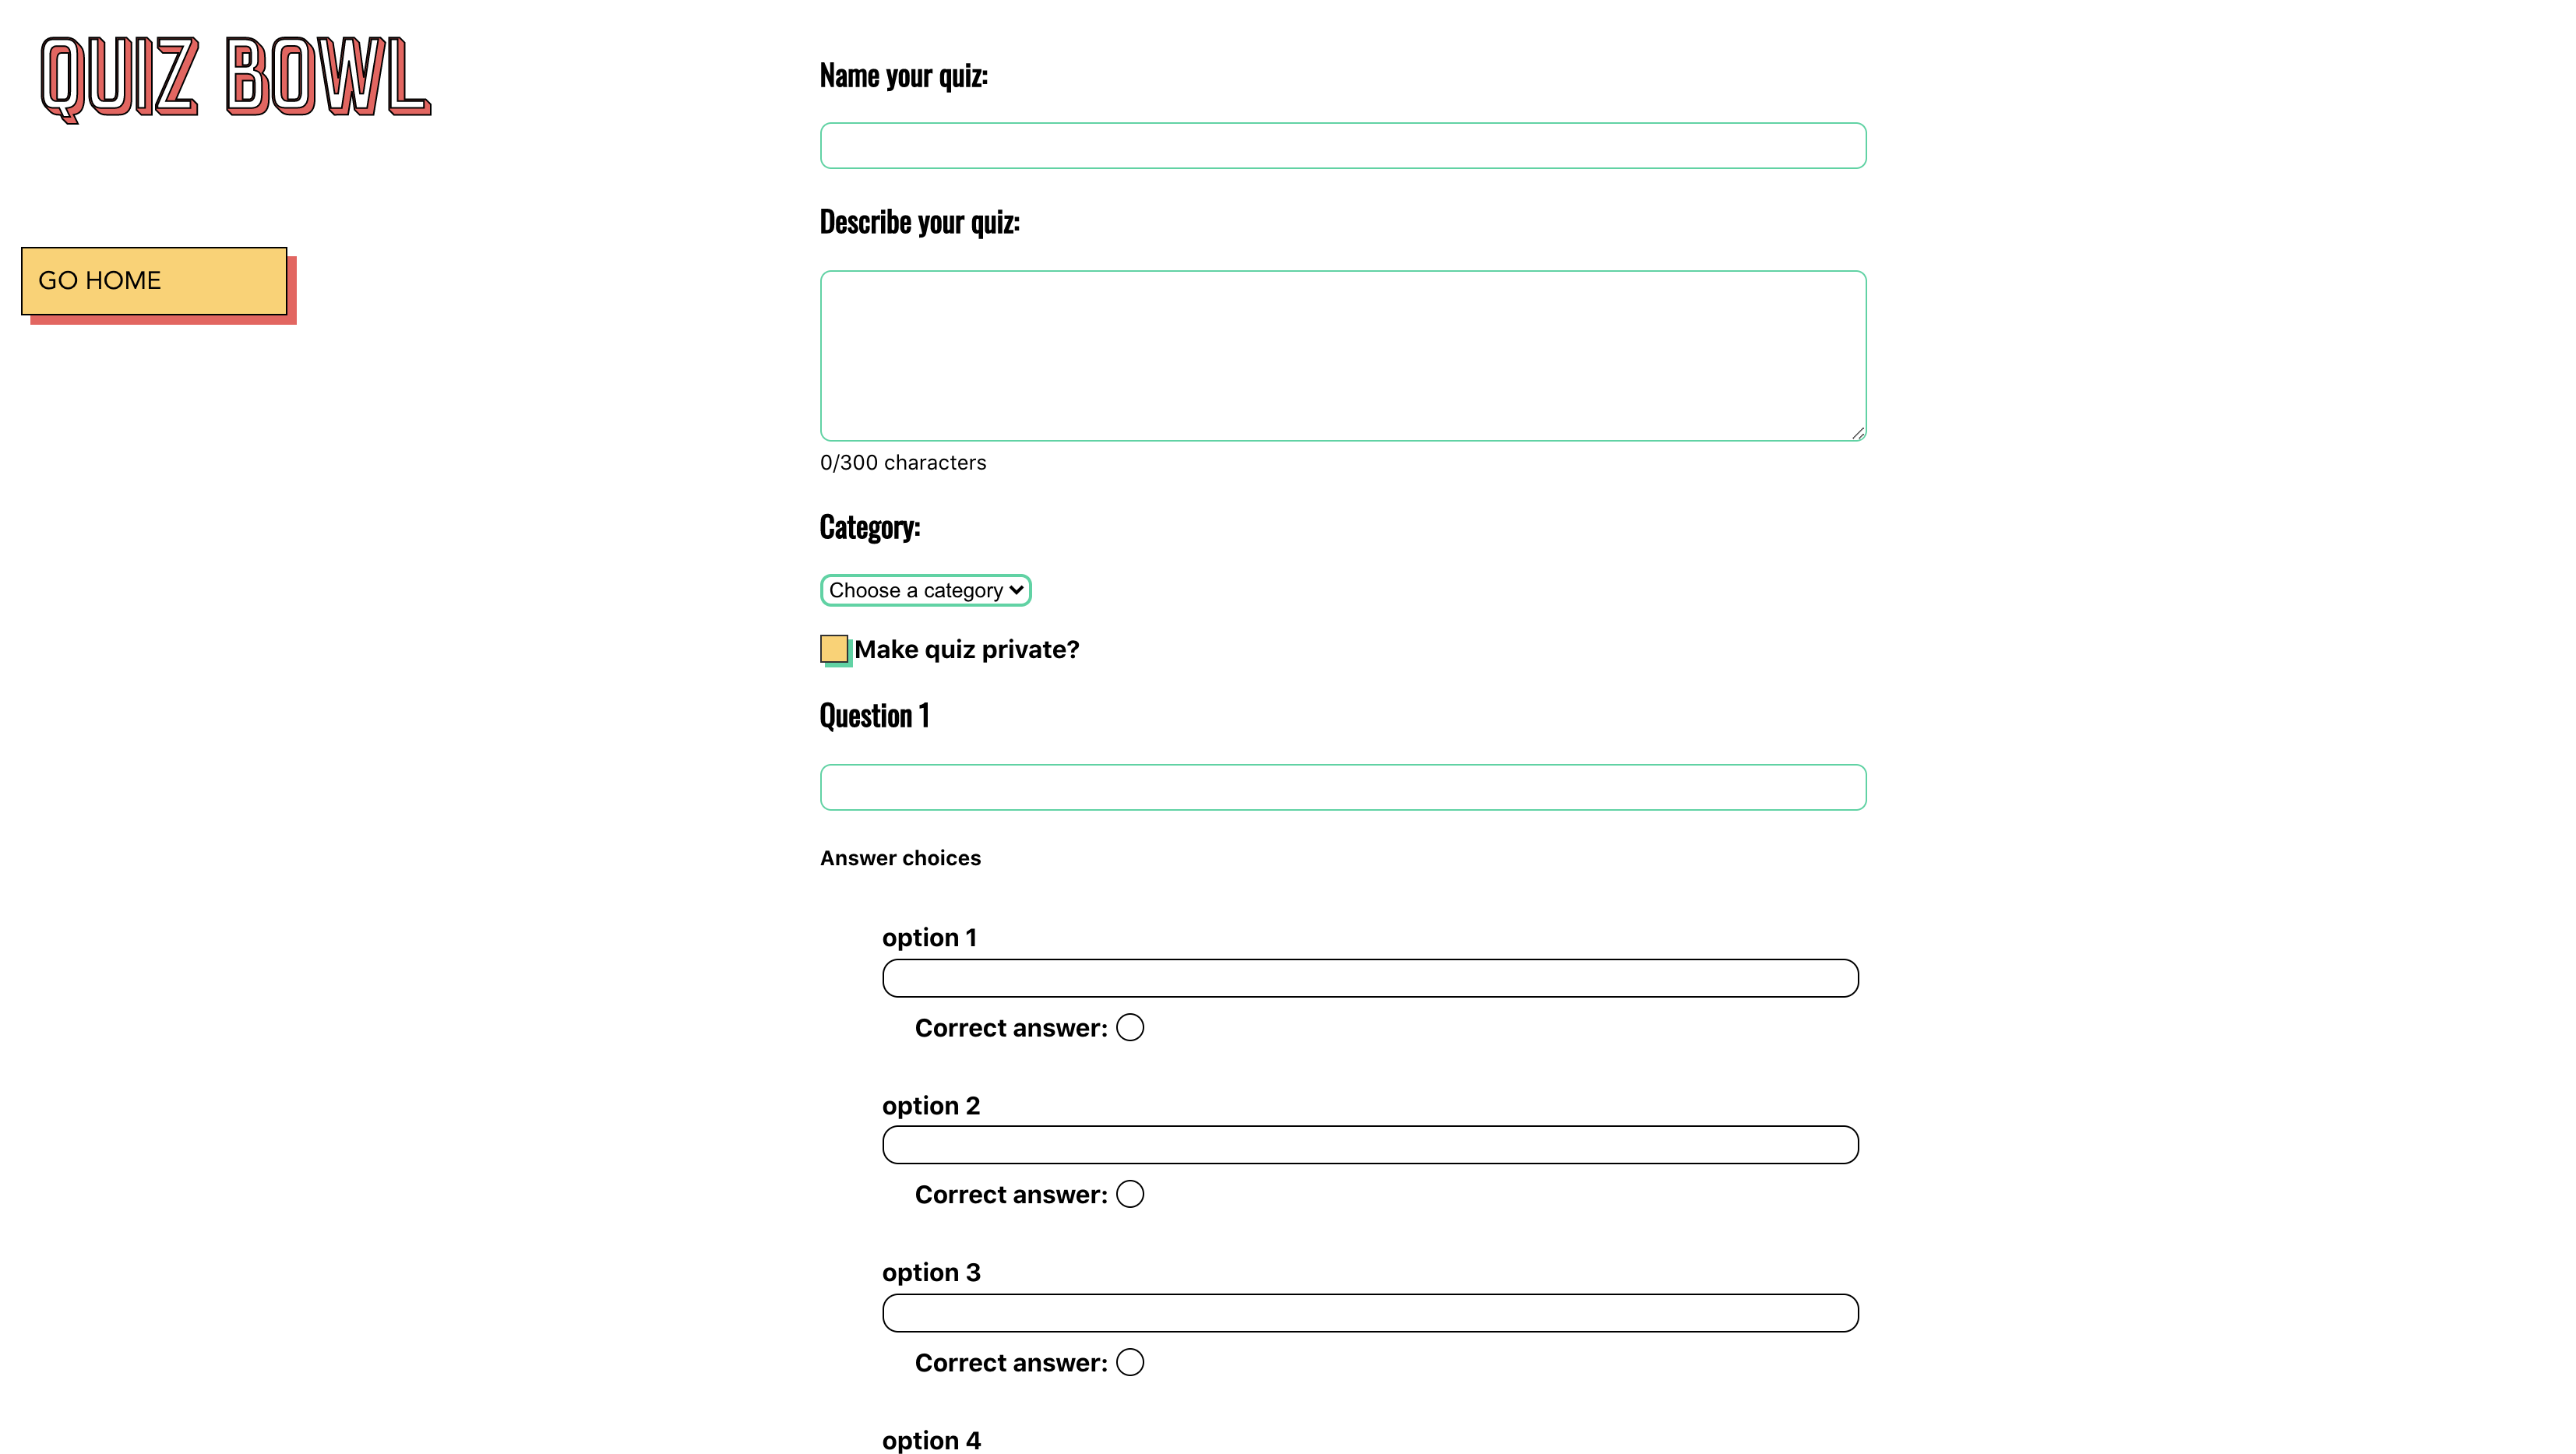 QUIZ BOWL
GO HOME
Name your quiz:
Describe your quiz:
0/300 characters
Category:
Choose a category
Make quiz private?
Question 1
Answer choices
option 1
Correct answer:
option 2
Correct answer:
option 3
Correct answer:
option 4